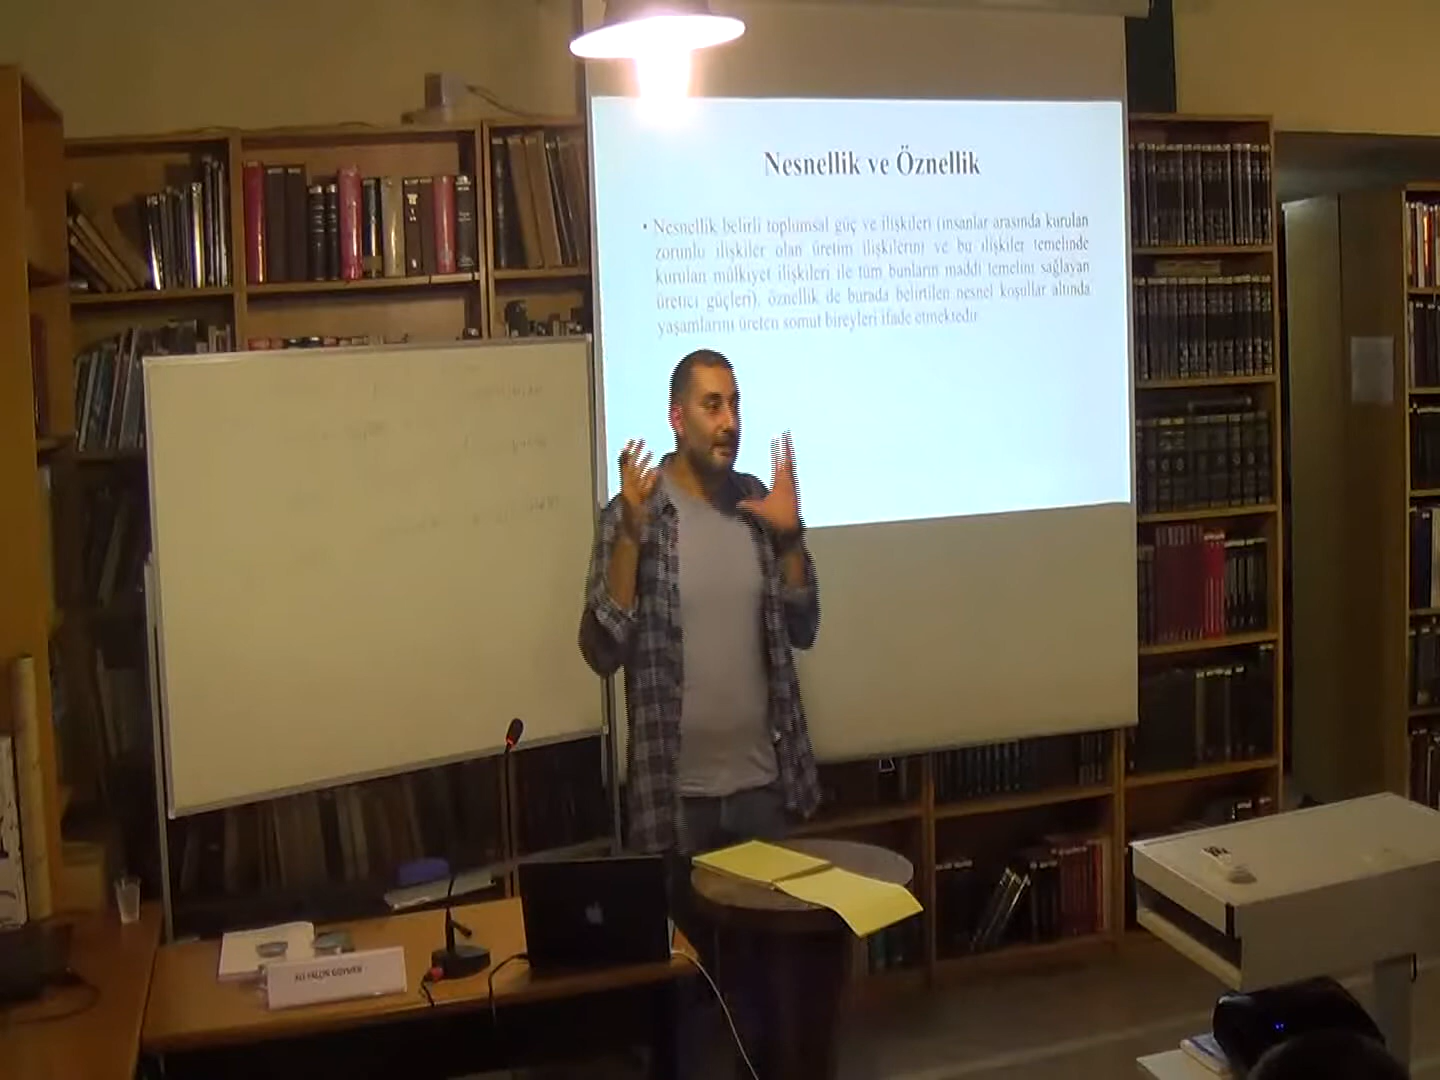 Nesnellik ve Öznellik
• Nesnellik belirli toplumsal güç ve ilişkileri (insanlar arasında kurulan
zorunlu ilişkiler olan üretim ilişkilerini ve bu ilişkiler temelinde
kurulan mülkiyet ilişkileri ile tüm bunların maddi temelini sağlayan
üretici güçleri), öznellik de burada belirtilen nesnel koşullar altında
yaşamlarını üreten somut bireyleri ifade etmektedir.